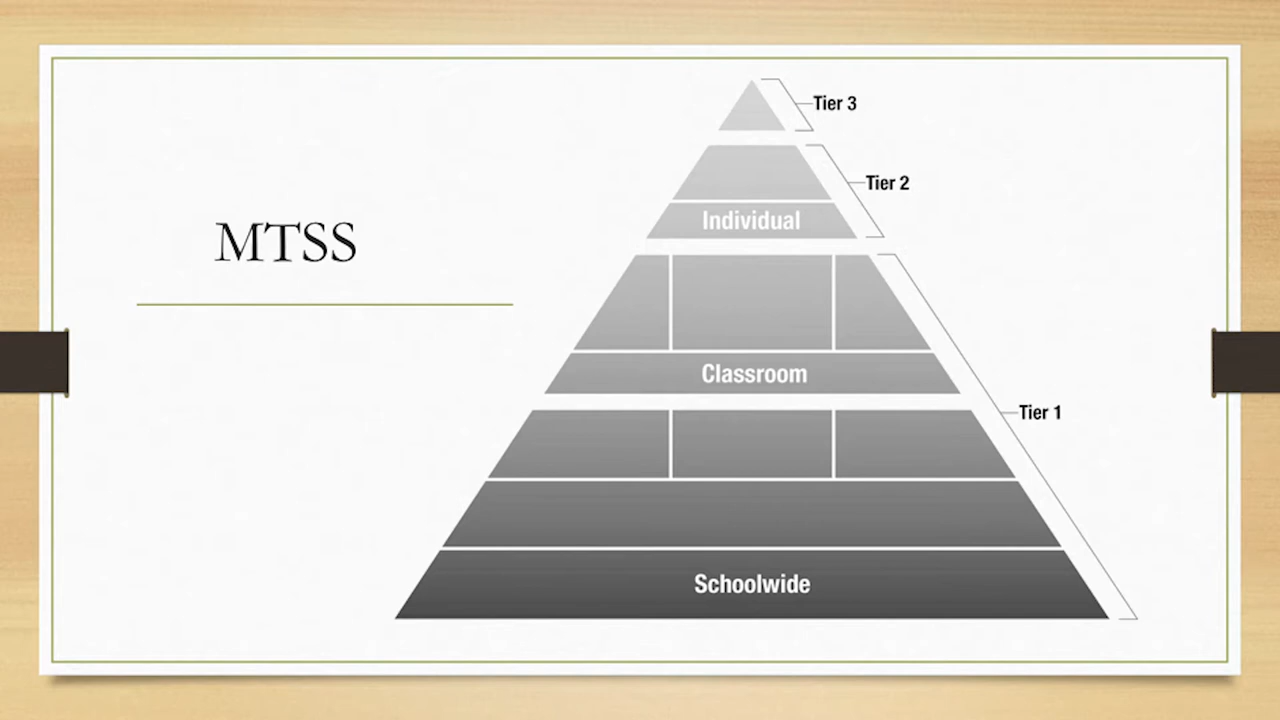 MTSS
Tier 3
Tier 2
Individual
Classroom
Tier 1
Schoolwide